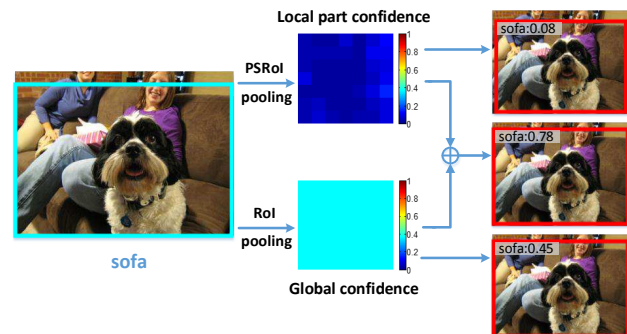 Local part confidence
PSRoI
pooling
1
0.8
0.6
0.4
0.2
0
sofa:0.08
sofa:0.78
sofa
RoI
pooling
1
0.8
0.6
0.4
0.2
0
Global confidence
sofa:0.45